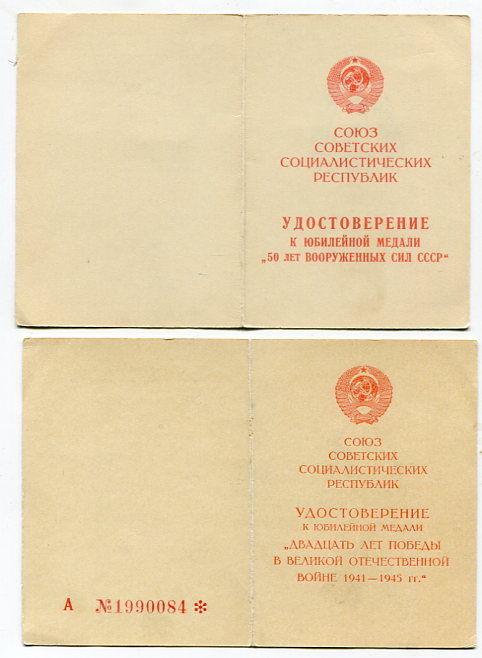 СОЮЗ
СОВЕТСКИХ
СОЦИАЛИСТИЧЕСКИХ
РЕСПУБЛИК
УДОСТОВЕРЕНИЕ
К ЮБИЛЕЙНОЙ МЕДАЛИ
„50 ЛЕТ ВООРУЖЕННЫХ СИЛ СССР“
СОЮЗ
СОВЕТСКИХ
СОЦИАЛИСТИЧЕСКИХ
РЕСПУБЛИК
УДОСТОВЕРЕНИЕ
К ЮБИЛЕЙНОЙ МЕДАЛИ
„ДВАДЦАТЬ ЛЕТ ПОБЕДЫ
В ВЕЛИКОЙ ОТЕЧЕСТВЕННОЙ
ВОЙНЕ 1941—1945 гг.“
А №1990084 *